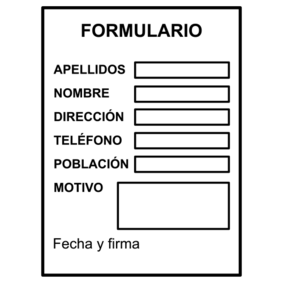 FORMULARIO
APELLIDOS
NOMBRE
DIRECCIÓN
TELÉFONO
POBLACIÓN
MOTIVO
Fecha y firma